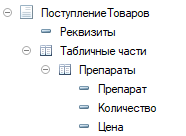 ПоступлениеТоваров
Реквизиты
Табличные части
Препараты
Препарат
Количество
Цена